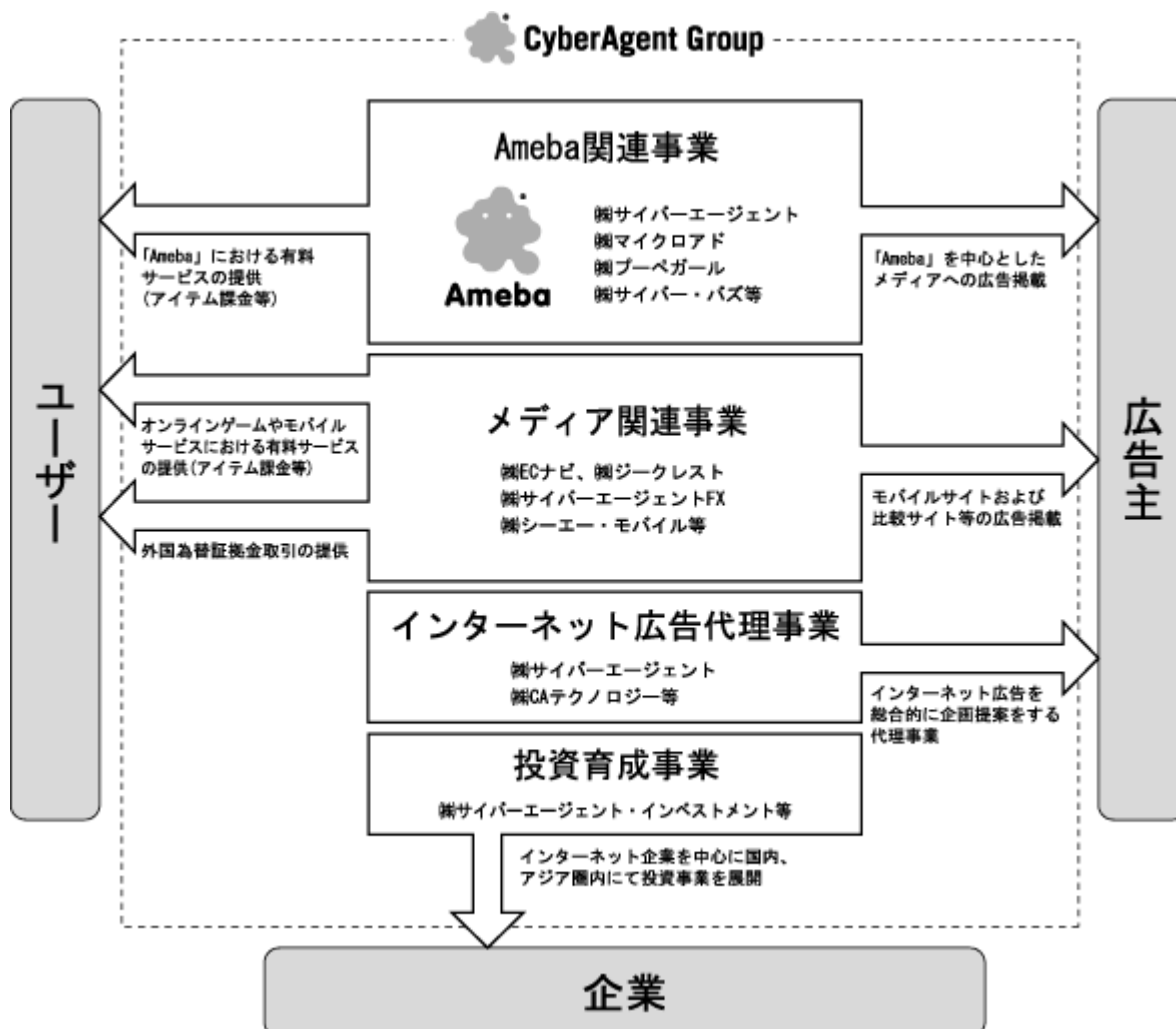 CyberAgent Group
Ameba関連事業
Ameba
㈱サイバーエージェント
㈱マイクロアド
㈱プーペガール
㈱サイバー・バズ等
「Ameba」における有料
サービスの提供
(アイテム課金等)
「Ameba」を中心とした
メディアへの広告掲載
ユーザー
広告主
メディア関連事業
㈱ECナビ、㈱ジークレスト
㈱サイバーエージェントFX
㈱シーエー・モバイル等
オンラインゲームやモバイル
サービスにおける有料サービス
の提供(アイテム課金等)
外国為替証拠金取引の提供
モバイルサイトおよび
比較サイト等の広告掲載
インターネット広告代理事業
㈱サイバーエージェント
㈱CAテクノロジー等
インターネット広告を
総合的に企画提案をする
代理事業
投資育成事業
㈱サイバーエージェント・インベストメント等
インターネット企業を中心に国内、
アジア圏内にて投資事業を展開
企業